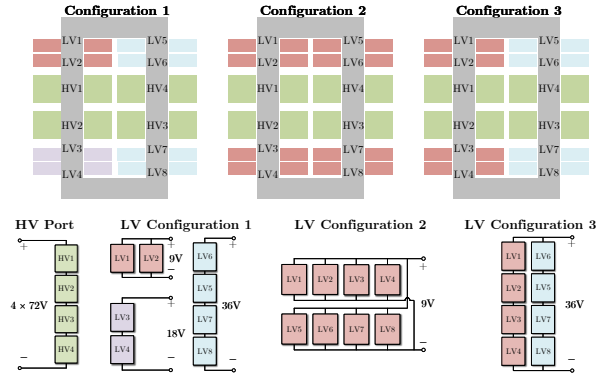 Configuration 1
Configuration 2
Configuration 3
LV1 LV5
LV2 LV6
HV1 HV4
HV2 HV3
LV3 LV7
LV4 LV8
LV1 LV5
LV2 LV6
HV1 HV4
HV2 HV3
LV3 LV7
LV4 LV8
LV1 LV5
LV2 LV6
HV1 HV4
HV2 HV3
LV3 LV7
LV4 LV8
HV Port
+
HV1
HV2
HV3
HV4
4 × 72V
−
LV Configuration 1
+
LV1 LV2
9V
−
+
LV3
LV4
18V
−
+
LV6
LV5
LV7
LV8
36V
−
LV Configuration 2
+
LV1 LV2 LV3 LV4
9V
LV5 LV6 LV7 LV8
−
LV Configuration 3
+
LV1 LV6
LV2 LV5
LV3 LV7
LV4 LV8
36V
−